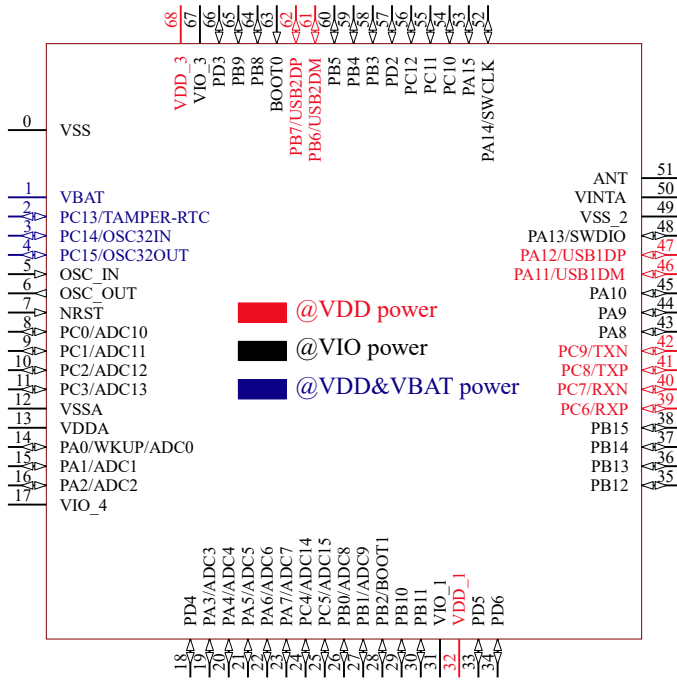 68
67
66
65
64
63
62
61
60
59
58
57
56
55
54
53
52
VDD_3
VIO_3
PD3
PB9
PB8
BOOT0
PB7/USB2DP
PB6/USB2DM
PB5
PB4
PB3
PD2
PC12
PC11
PC10
PA15
PA14/SWCLK
0 VSS
1 VBAT
2 PC13/TAMPER-RTC
3 PC14/OSC32IN
4 PC15/OSC32OUT
5 OSC_IN
6 OSC_OUT
7 NRST
8 PC0/ADC10
9 PC1/ADC11
10 PC2/ADC12
11 PC3/ADC13
12 VSSA
13 VDDA
14 PA0/WKUP/ADC0
15 PA1/ADC1
16 PA2/ADC2
17 VIO_4
@VDD power
@VIO power
@VDD&VBAT power
ANT 51
VINTA 50
VSS_2 49
PA13/SWDIO 48
PA12/USB1DP 47
PA11/USB1DM 46
PA10 45
PA9 44
PA8 43
PC9/TXN 42
PC8/TXP 41
PC7/RXN 40
PC6/RXP 39
PB15 38
PB14 37
PB13 36
PB12 35
PD4
PA3/ADC3
PA4/ADC4
PA5/ADC5
PA6/ADC6
PA7/ADC7
PC4/ADC14
PC5/ADC15
PB0/ADC8
PB1/ADC9
PB2/BOOT1
PB10
PB11
VIO_1
VDD_1
PD5
PD6
18
19
20
21
22
23
24
25
26
27
28
29
30
31
32
33
34